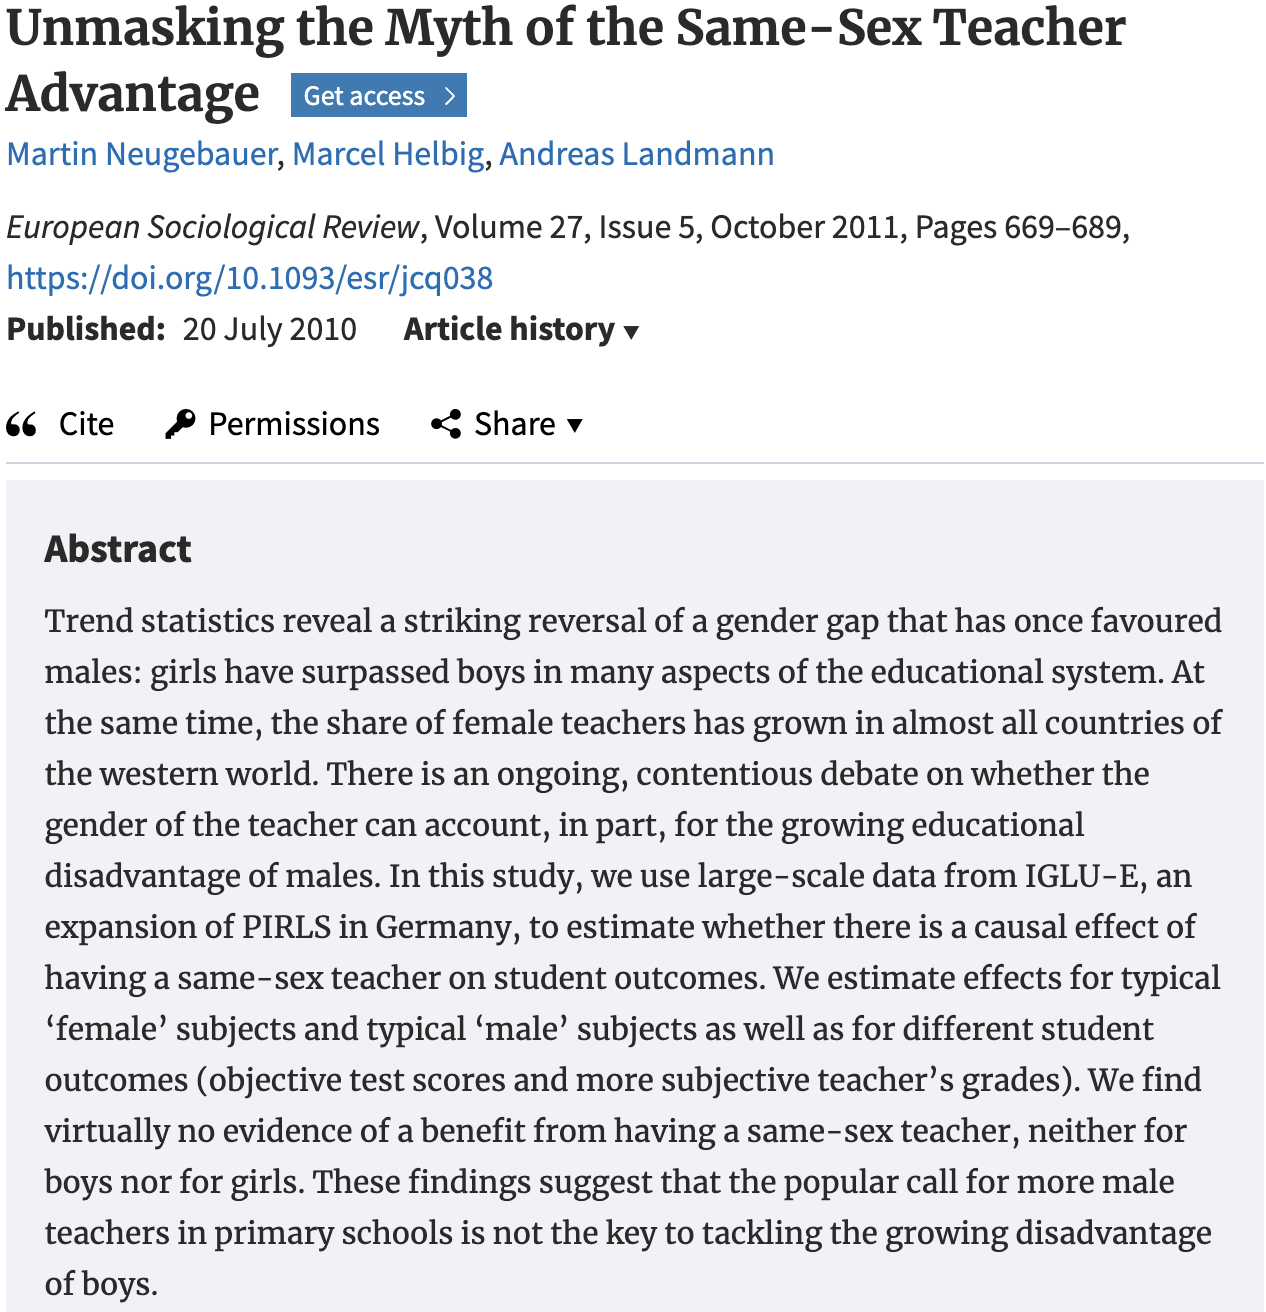 Unmasking the Myth of the Same-Sex Teacher
Advantage Get access >
Martin Neugebauer, Marcel Helbig, Andreas Landmann
European Sociological Review, Volume 27, Issue 5, October 2011, Pages 669–689,
https://doi.org/10.1093/esr/jcq038
Published: 20 July 2010 Article history ▾
Cite Permissions Share ▾
Abstract
Trend statistics reveal a striking reversal of a gender gap that has once favoured
males: girls have surpassed boys in many aspects of the educational system. At
the same time, the share of female teachers has grown in almost all countries of
the western world. There is an ongoing, contentious debate on whether the
gender of the teacher can account, in part, for the growing educational
disadvantage of males. In this study, we use large-scale data from IGLU-E, an
expansion of PIRLS in Germany, to estimate whether there is a causal effect of
having a same-sex teacher on student outcomes. We estimate effects for typical
‘female’ subjects and typical ‘male’ subjects as well as for different student
outcomes (objective test scores and more subjective teacher’s grades). We find
virtually no evidence of a benefit from having a same-sex teacher, neither for
boys nor for girls. These findings suggest that the popular call for more male
teachers in primary schools is not the key to tackling the growing disadvantage
of boys.